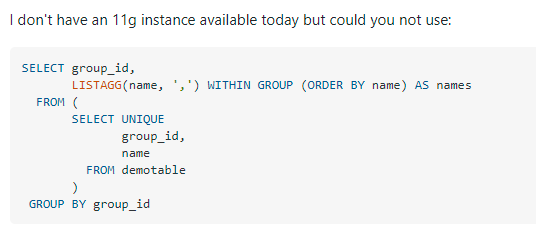 I don't have an 11g instance available today but could you not use:
SELECT group_id,
LISTAGG(name, ',') WITHIN GROUP (ORDER BY name) AS names
FROM (
SELECT UNIQUE
group_id,
name
FROM demotable
)
GROUP BY group_id